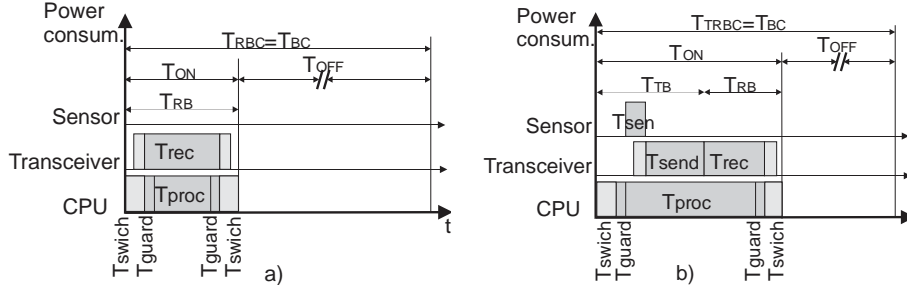 Power
consum.
TRBC=TBC
TON
TOFF
TRB
Sensor
Transceiver
Trec
CPU
Tproc
t
Tswich
Tguard
Tguard
Tswich
a)
Power
consum.
TTRBC=TBC
TON
TOFF
TTB
TRB
Sensor
Tsen
Transceiver
Tsend
Trec
CPU
Tproc
Tswich
Tguard
Tguard
Tswich
b)